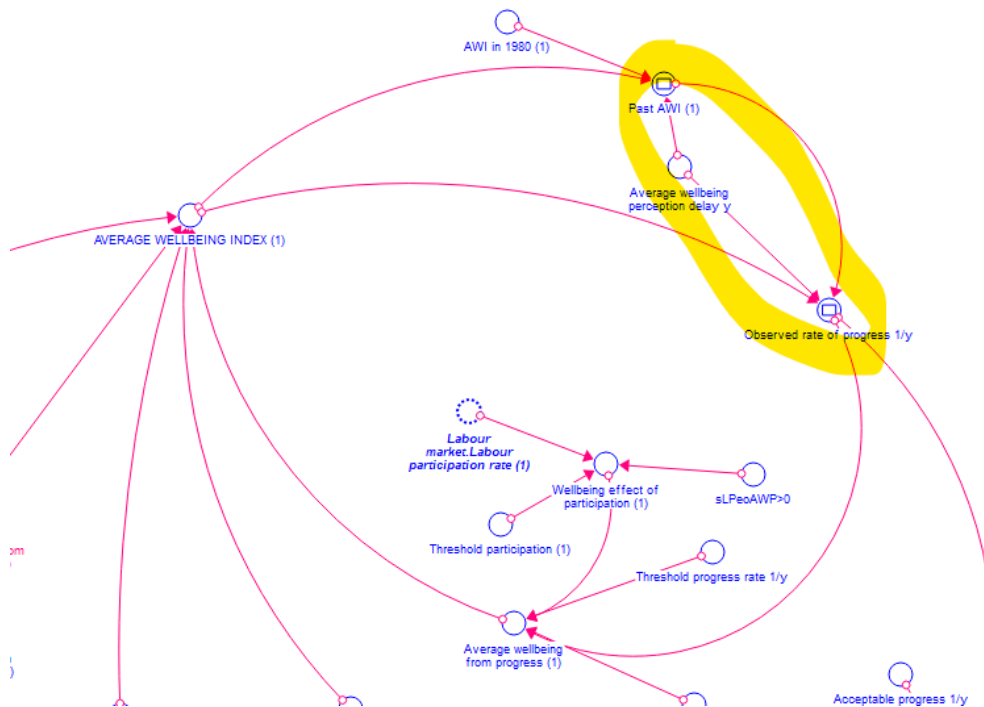 AWI in 1980 (1)
Past AWI (1)
Average wellbeing
perception delay y
AVERAGE WELLBEING INDEX (1)
Observed rate of progress 1/y
Labour
market.Labour
participation rate (1)
Wellbeing effect of
participation (1)
sLPeoAWP>0
Threshold participation (1)
om
)
Threshold progress rate 1/y
Average wellbeing
from progress (1)
)
Acceptable progress 1/y